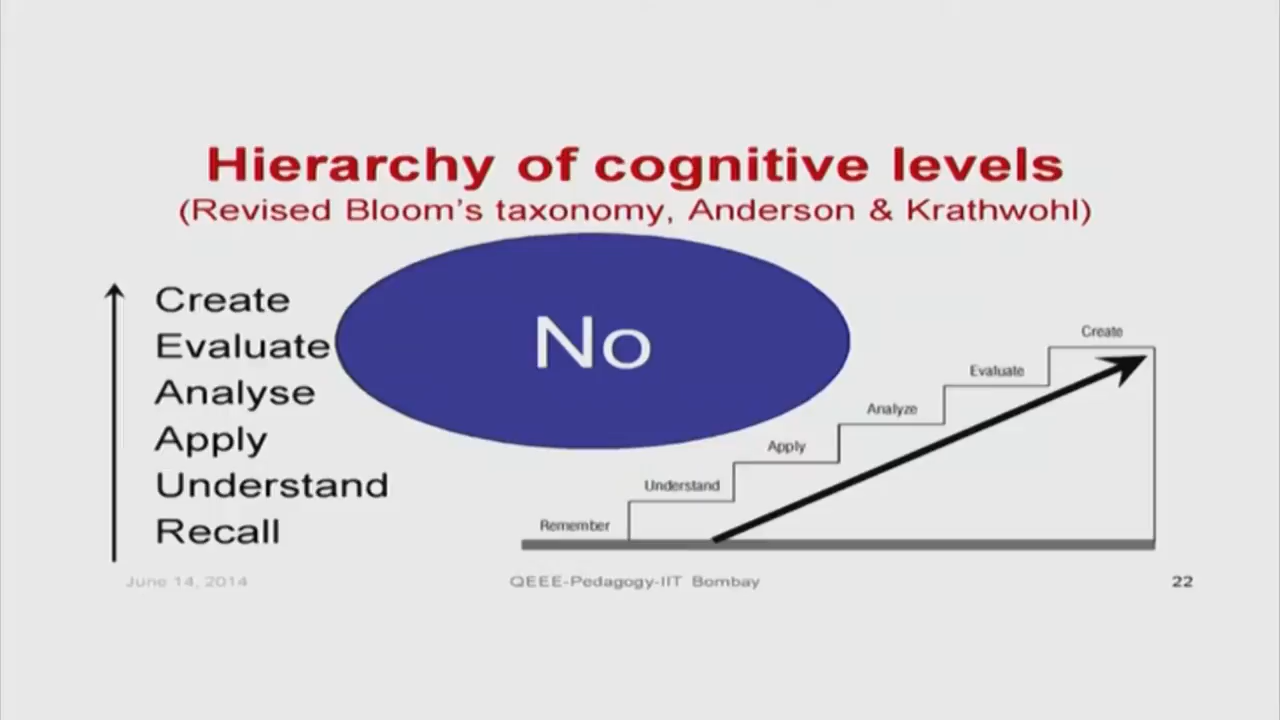 Hierarchy of cognitive levels
(Revised Bloom's taxonomy, Anderson & Krathwohl)
Create
Evaluate
Analyse
Apply
Understand
Recall
No
Create
Evaluate
Analyze
Apply
Understand
Remember
June 14, 2014
QEEE-Pedagogy-IIT Bombay
22